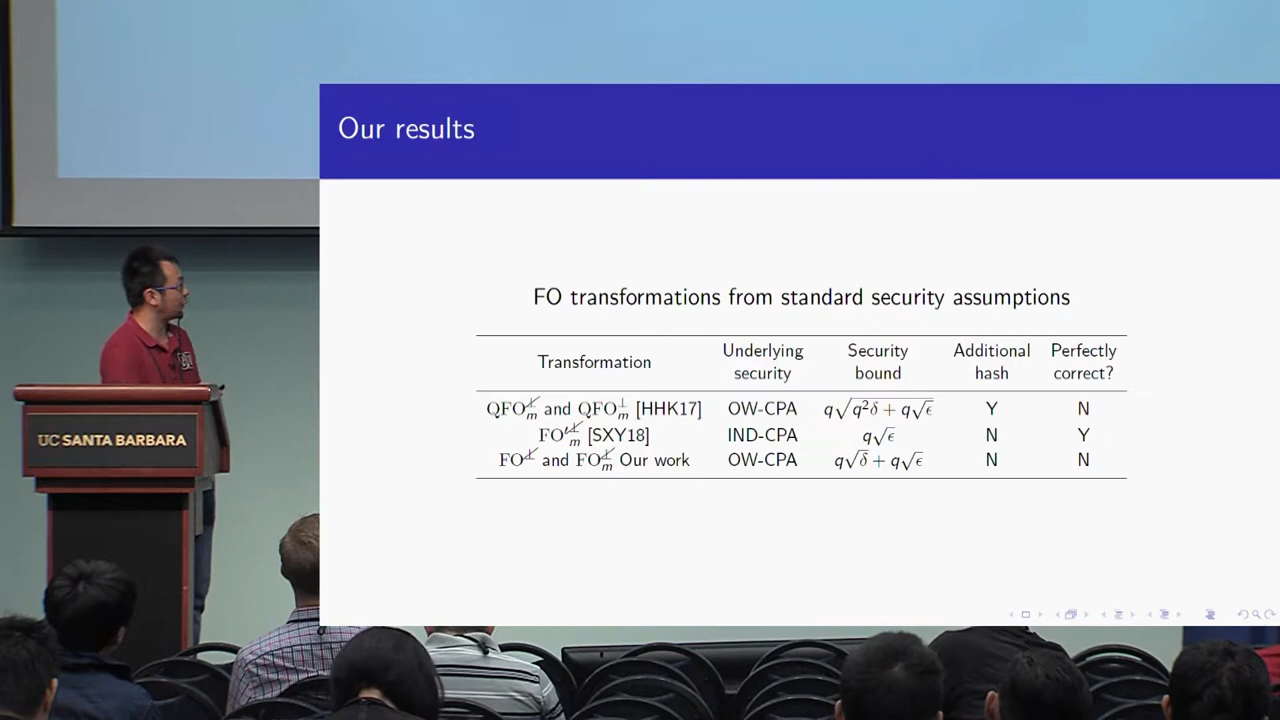 Our results
FO transformations from standard security assumptions
Transformation Underlying security Security bound Additional hash Perfectly correct?
QFO^⊥̸_m and QFO^⊥_m [HHK17] OW-CPA q√(q²δ + q√ε) Y N
FO^⊥̸_m [SXY18] IND-CPA q√ε N Y
FO^⊥̸ and FO^⊥̸_m Our work OW-CPA q√δ + q√ε N N
UC SANTA BARBARA